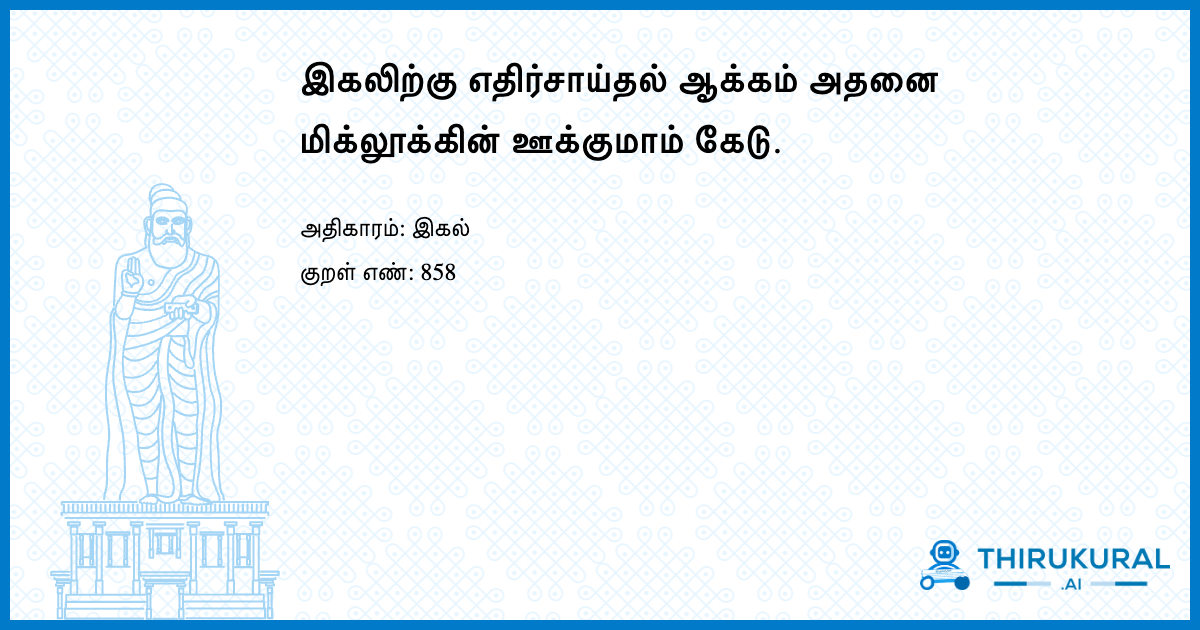 இகலிற்கு எதிர்சாய்தல் ஆக்கம் அதனை
மிக்லூக்கின் ஊக்குமாம் கேடு.
அதிகாரம்: இகல்
குறள் எண்: 858
THIRUKURAL
.AI